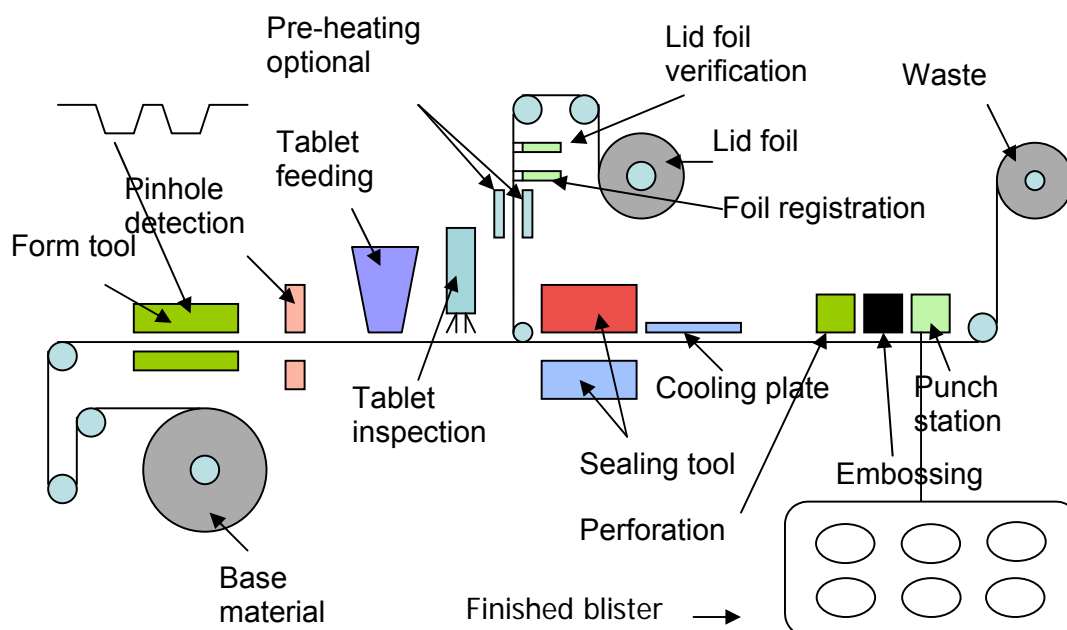 Pre-heating
optional
Lid foil
verification
Waste
Tablet
feeding
Lid foil
Pinhole
detection
Foil registration
Form tool
Tablet
inspection
Cooling plate
Punch
station
Sealing tool
Embossing
Perforation
Base
material
Finished blister